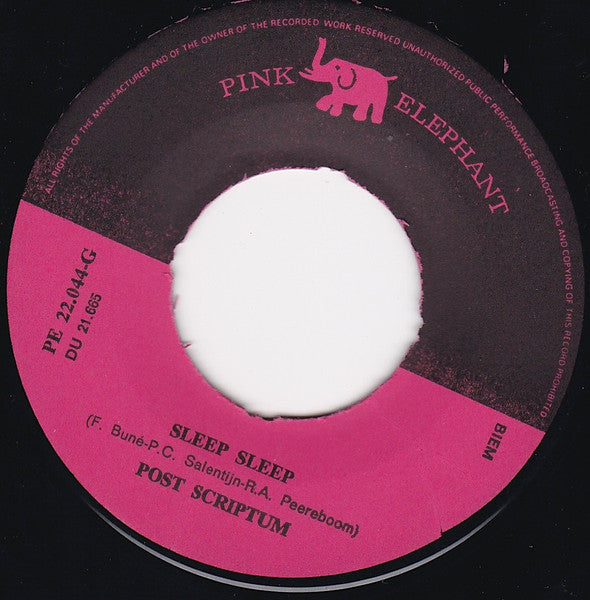 ALL RIGHTS OF THE MANUFACTURER AND OF THE OWNER OF THE RECORDED WORK RESERVED UNAUTHORIZED PUBLIC PERFORMANCE BROADCASTING AND COPYING OF THIS RECORD PROHIBITED
PINK ELEPHANT
PE 22.044-G
DU 21.665
BIEM
SLEEP SLEEP
(F. Buné-P.C. Salentijn-R.A. Peereboom)
POST SCRIPTUM